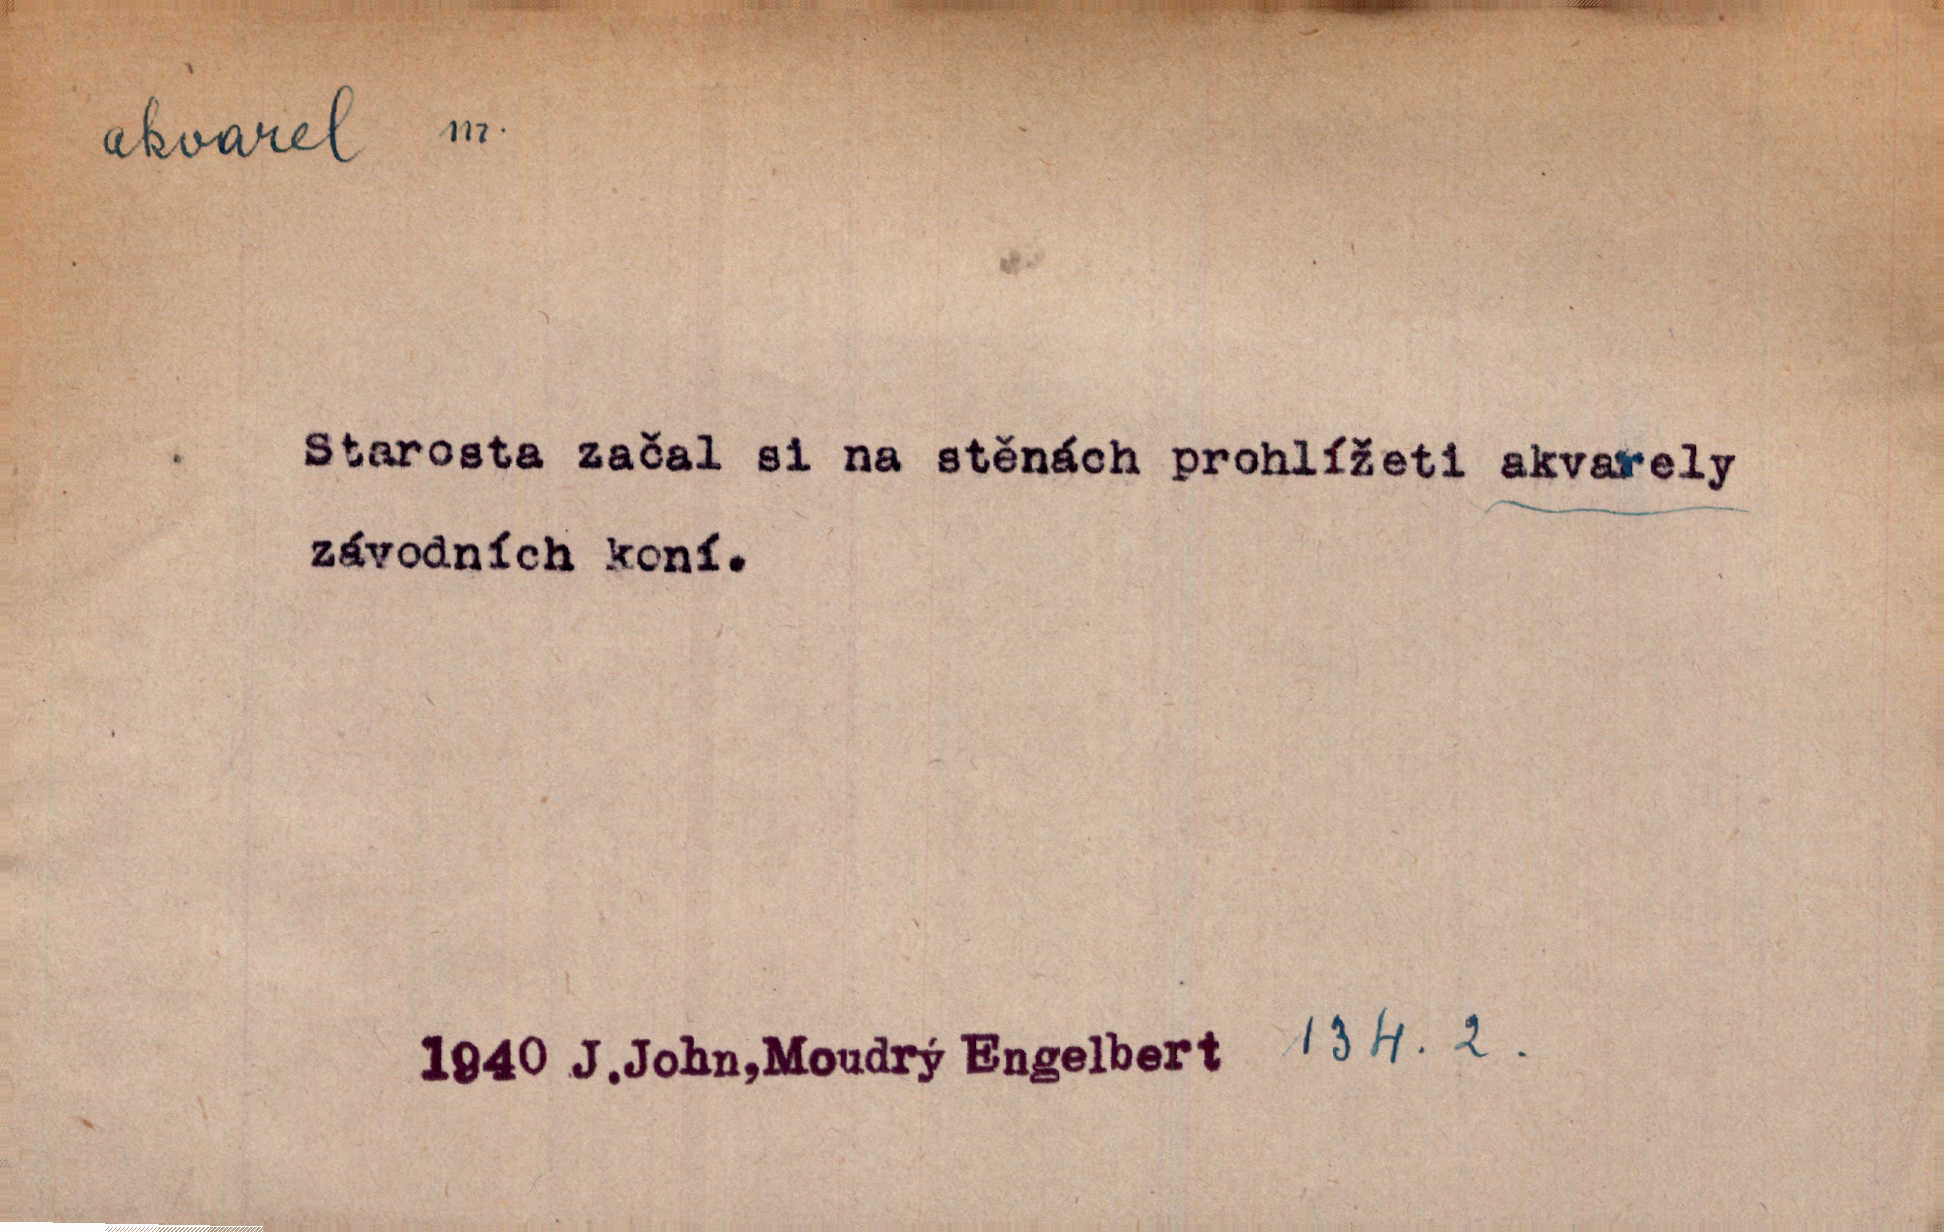 akvarel m.
Starosta začal si na stěnách prohlížeti akvarely
závodních koní.
1940 J.John,Moudrý Engelbert 134. 2.